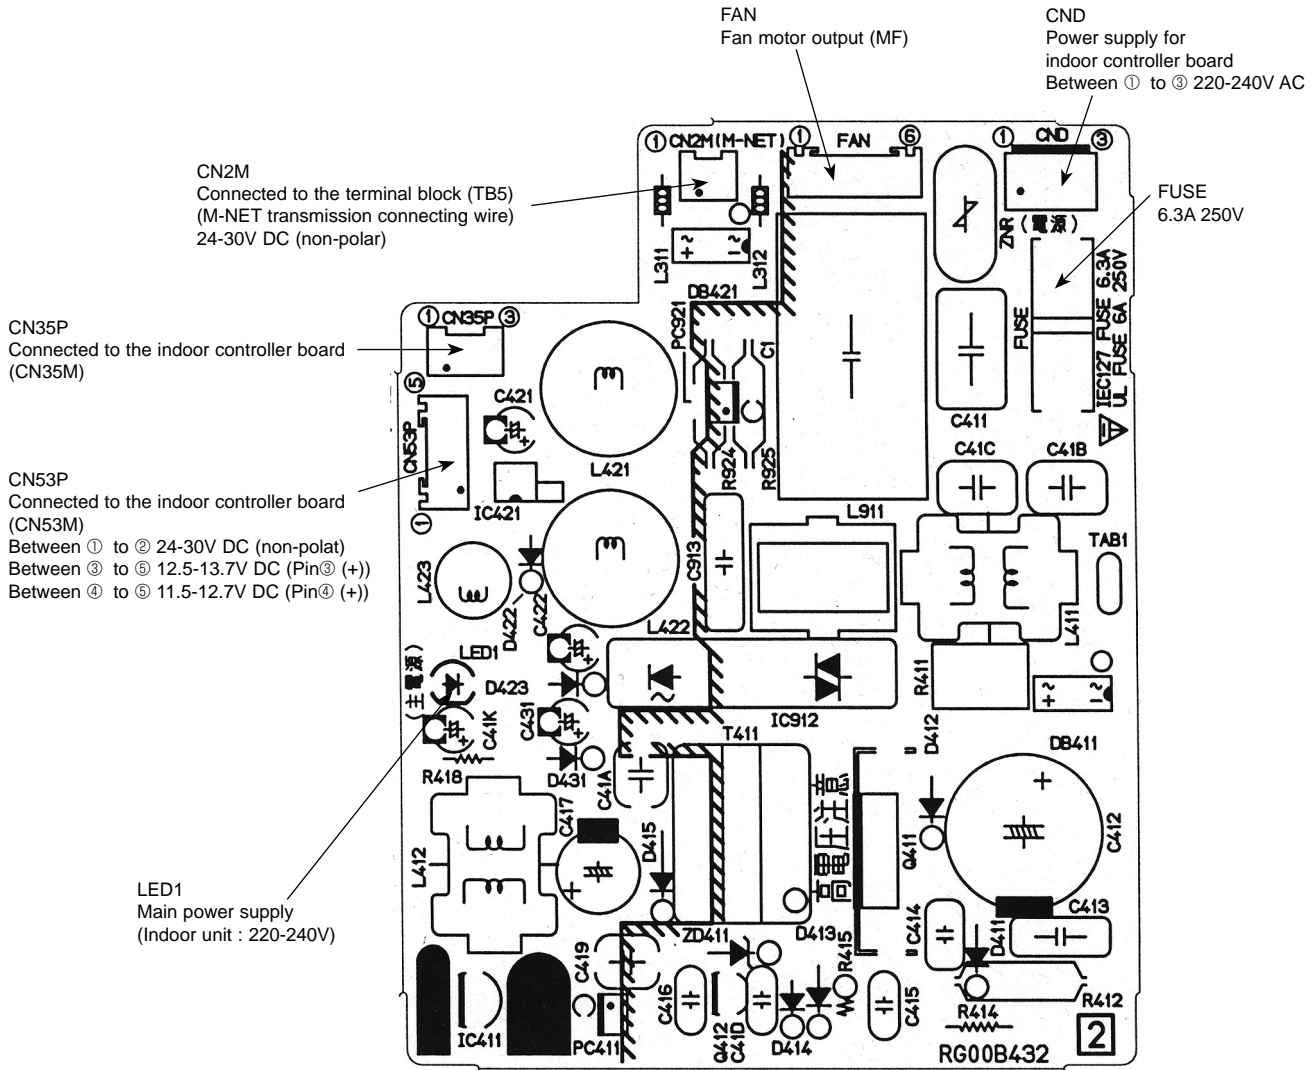 FAN
Fan motor output (MF)
CND
Power supply for
indoor controller board
Between ① to ③ 220-240V AC
CN2M
Connected to the terminal block (TB5)
(M-NET transmission connecting wire)
24-30V DC (non-polar)
FUSE
6.3A 250V
CN35P
Connected to the indoor controller board
(CN35M)
CN53P
Connected to the indoor controller board
(CN53M)
Between ① to ② 24-30V DC (non-polat)
Between ③ to ⑤ 12.5-13.7V DC (Pin③ (+))
Between ④ to ⑤ 11.5-12.7V DC (Pin④ (+))
LED1
Main power supply
(Indoor unit : 220-240V)
① CN2M(M-NET)
① FAN ⑥
① CND ③
ZNR
(電源)
L311
L312
DB421
① CN35P ③
PC921
C1
FUSE
IEC127 FUSE 6.3A
UL FUSE 6A 250V
⑤
CN53P
①
C421
L421
IC421
R924
R925
C411
C41C
C41B
L911
C913
TAB1
L423
D422
C422
L422
L411
LED1
(主電源)
D423
R411
C41K
C431
IC912
D412
T411
DB411
R418
D431
C41A
高電圧注意
C417
D415
Q411
C412
L412
C419
ZD411
D413
R415
C414
D411
C413
IC411
PC411
C416
Q412
C41D
D414
C415
R414
R412
RG00B432
2